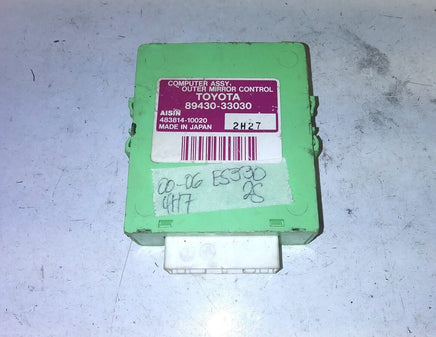 COMPUTER ASSY.
OUTER MIRROR CONTROL
TOYOTA
89430-33030
AISIN
483614-10020
MADE IN JAPAN 2H27
00-06 ES330
4H7 2S